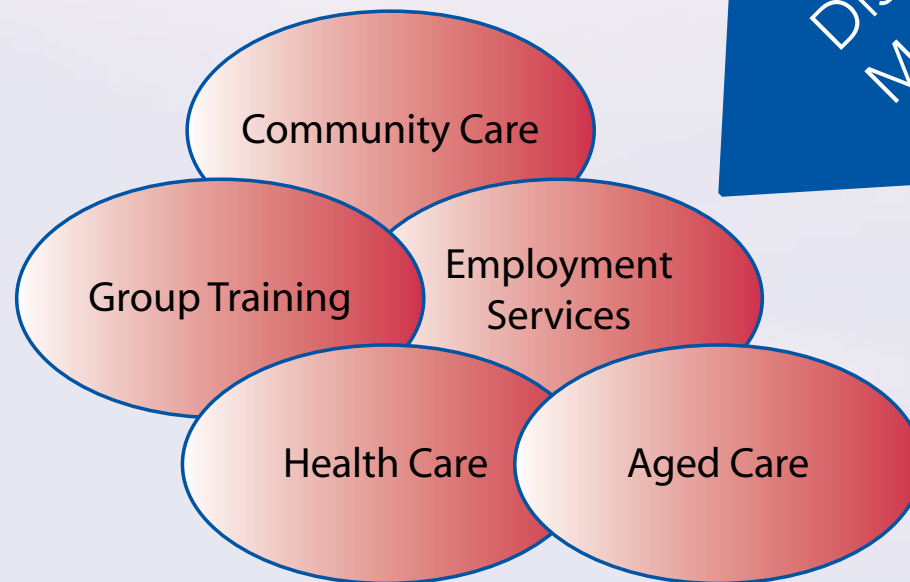 Community Care
Group Training
Employment
Services
Health Care
Aged Care